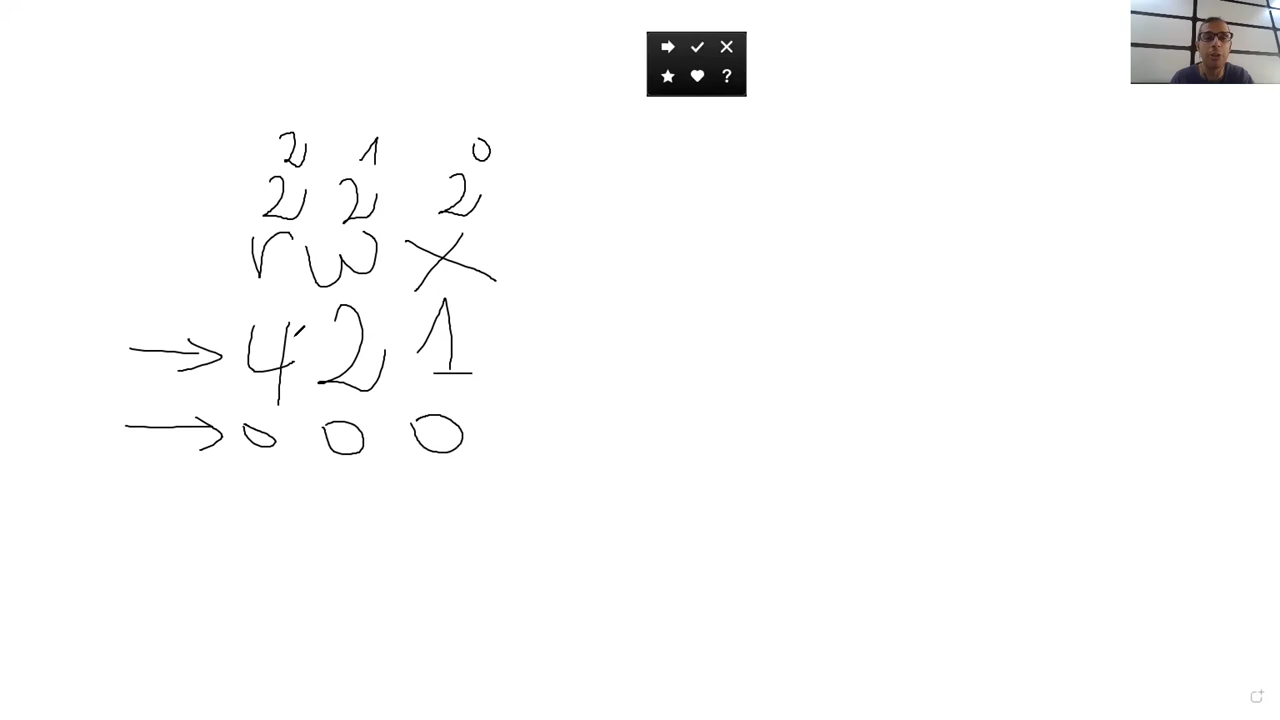 2 1 0
2 2 2
r w x
→ 4 2 1
→ 0 0 0
?